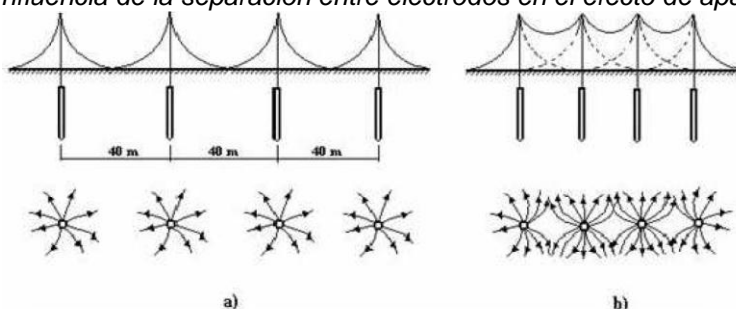 nfluencia de la separación entre electrodos en el efecto de apa
40 m 40 m 40 m
a) b)